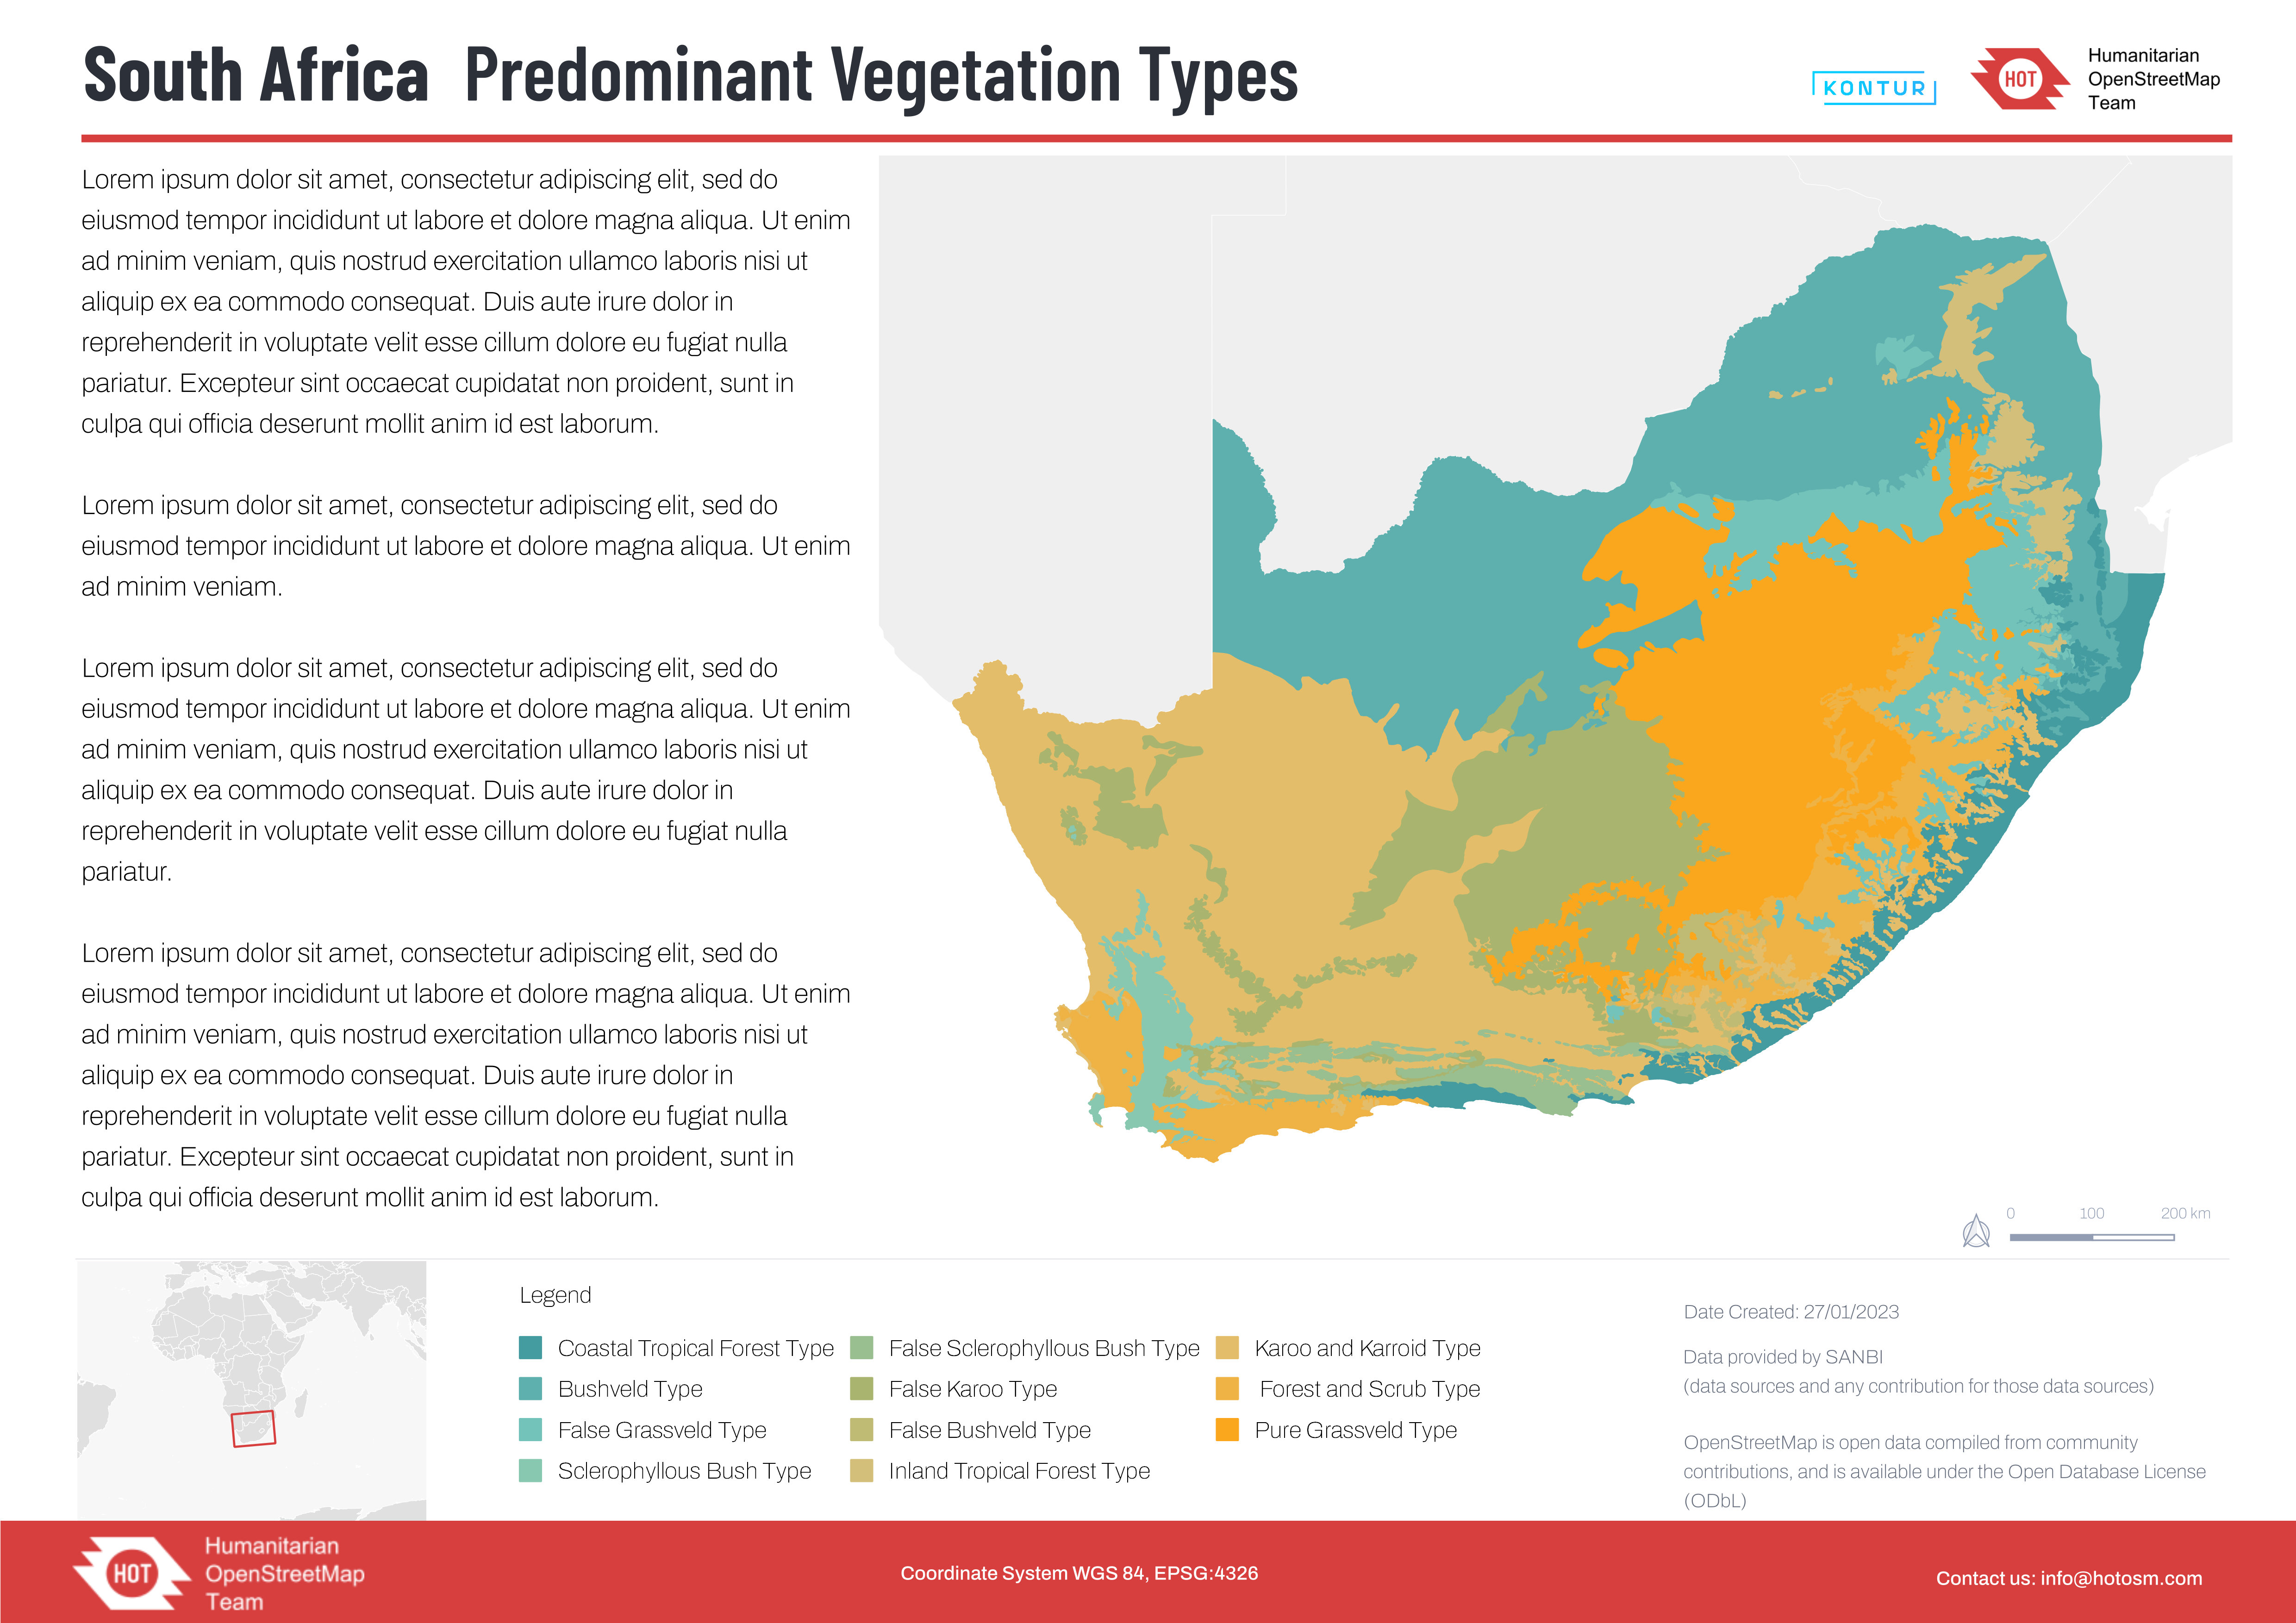 South Africa Predominant Vegetation Types
KONTUR
HOT
Humanitarian
OpenStreetMap
Team
Lorem ipsum dolor sit amet, consectetur adipiscing elit, sed do
eiusmod tempor incididunt ut labore et dolore magna aliqua. Ut enim
ad minim veniam, quis nostrud exercitation ullamco laboris nisi ut
aliquip ex ea commodo consequat. Duis aute irure dolor in
reprehenderit in voluptate velit esse cillum dolore eu fugiat nulla
pariatur. Excepteur sint occaecat cupidatat non proident, sunt in
culpa qui officia deserunt mollit anim id est laborum.
Lorem ipsum dolor sit amet, consectetur adipiscing elit, sed do
eiusmod tempor incididunt ut labore et dolore magna aliqua. Ut enim
ad minim veniam.
Lorem ipsum dolor sit amet, consectetur adipiscing elit, sed do
eiusmod tempor incididunt ut labore et dolore magna aliqua. Ut enim
ad minim veniam, quis nostrud exercitation ullamco laboris nisi ut
aliquip ex ea commodo consequat. Duis aute irure dolor in
reprehenderit in voluptate velit esse cillum dolore eu fugiat nulla
pariatur.
Lorem ipsum dolor sit amet, consectetur adipiscing elit, sed do
eiusmod tempor incididunt ut labore et dolore magna aliqua. Ut enim
ad minim veniam, quis nostrud exercitation ullamco laboris nisi ut
aliquip ex ea commodo consequat. Duis aute irure dolor in
reprehenderit in voluptate velit esse cillum dolore eu fugiat nulla
pariatur. Excepteur sint occaecat cupidatat non proident, sunt in
culpa qui officia deserunt mollit anim id est laborum.
0 100 200 km
Legend
Coastal Tropical Forest Type
Bushveld Type
False Grassveld Type
Sclerophyllous Bush Type
False Sclerophyllous Bush Type
False Karoo Type
False Bushveld Type
Inland Tropical Forest Type
Karoo and Karroid Type
Forest and Scrub Type
Pure Grassveld Type
Date Created: 27/01/2023
Data provided by SANBI
(data sources and any contribution for those data sources)
OpenStreetMap is open data compiled from community
contributions, and is available under the Open Database License
(ODbL)
HOT
Humanitarian
OpenStreetMap
Team
Coordinate System WGS 84, EPSG:4326
Contact us: info@hotosm.com